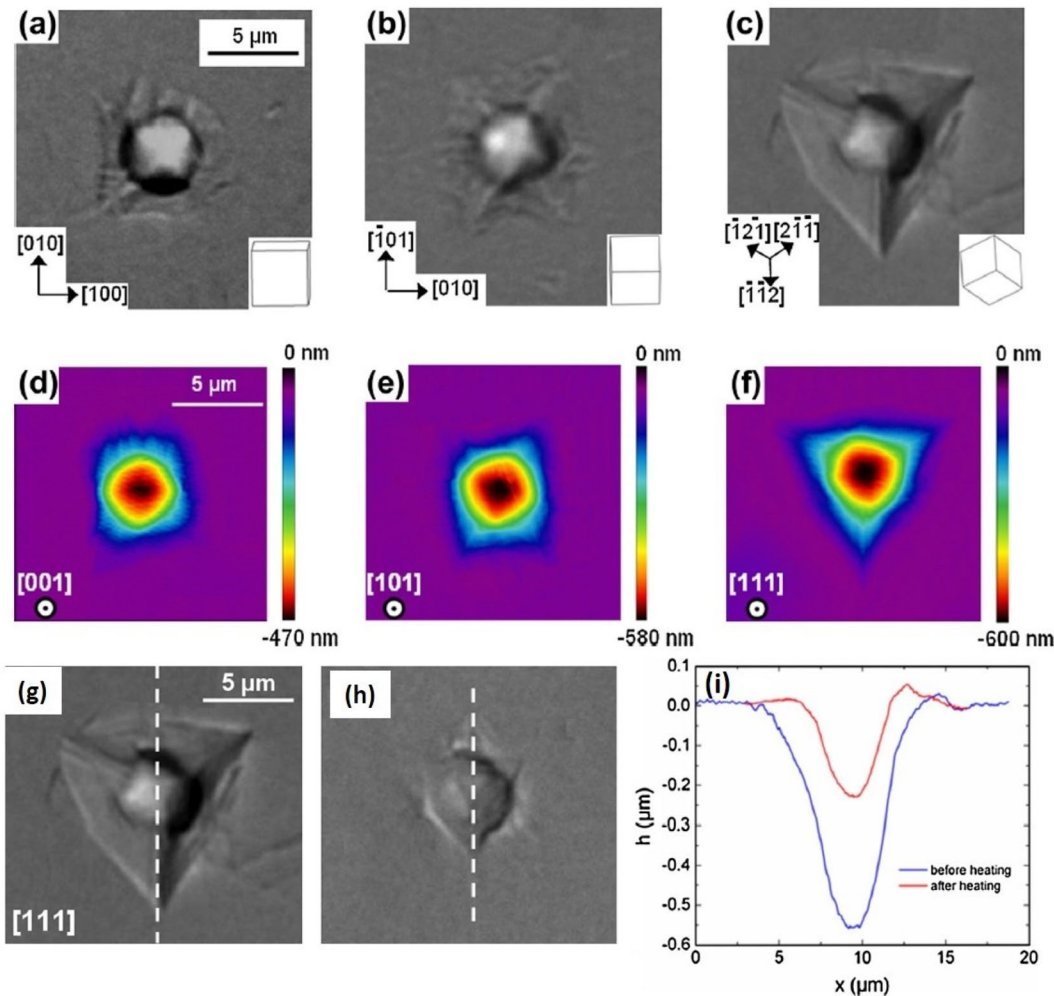 (a)
5 µm
[010]
[100]
(b)
[1̄01]
[010]
(c)
[1̄21̄] [21̄1̄]
[1̄1̄2]
0 nm
(d)
5 µm
[001]
-470 nm
0 nm
(e)
[101]
-580 nm
0 nm
(f)
[111]
-600 nm
(g)
5 µm
[111]
(h)
(i)
0.1
0.0
-0.1
-0.2
-0.3
-0.4
-0.5
-0.6
h (µm)
before heating
after heating
0 5 10 15 20
x (µm)